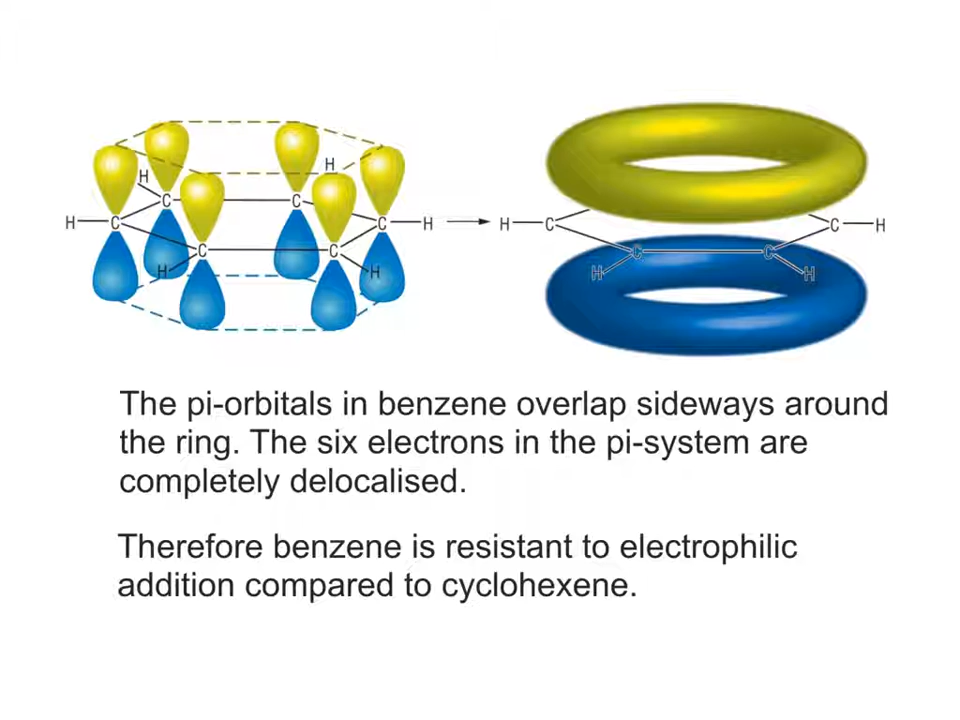 H
H
H
C
C
C
C
C
C
H
H
H
H
C
C
H
C
C
H
H
The pi-orbitals in benzene overlap sideways around
the ring. The six electrons in the pi-system are
completely delocalised.
Therefore benzene is resistant to electrophilic
addition compared to cyclohexene.